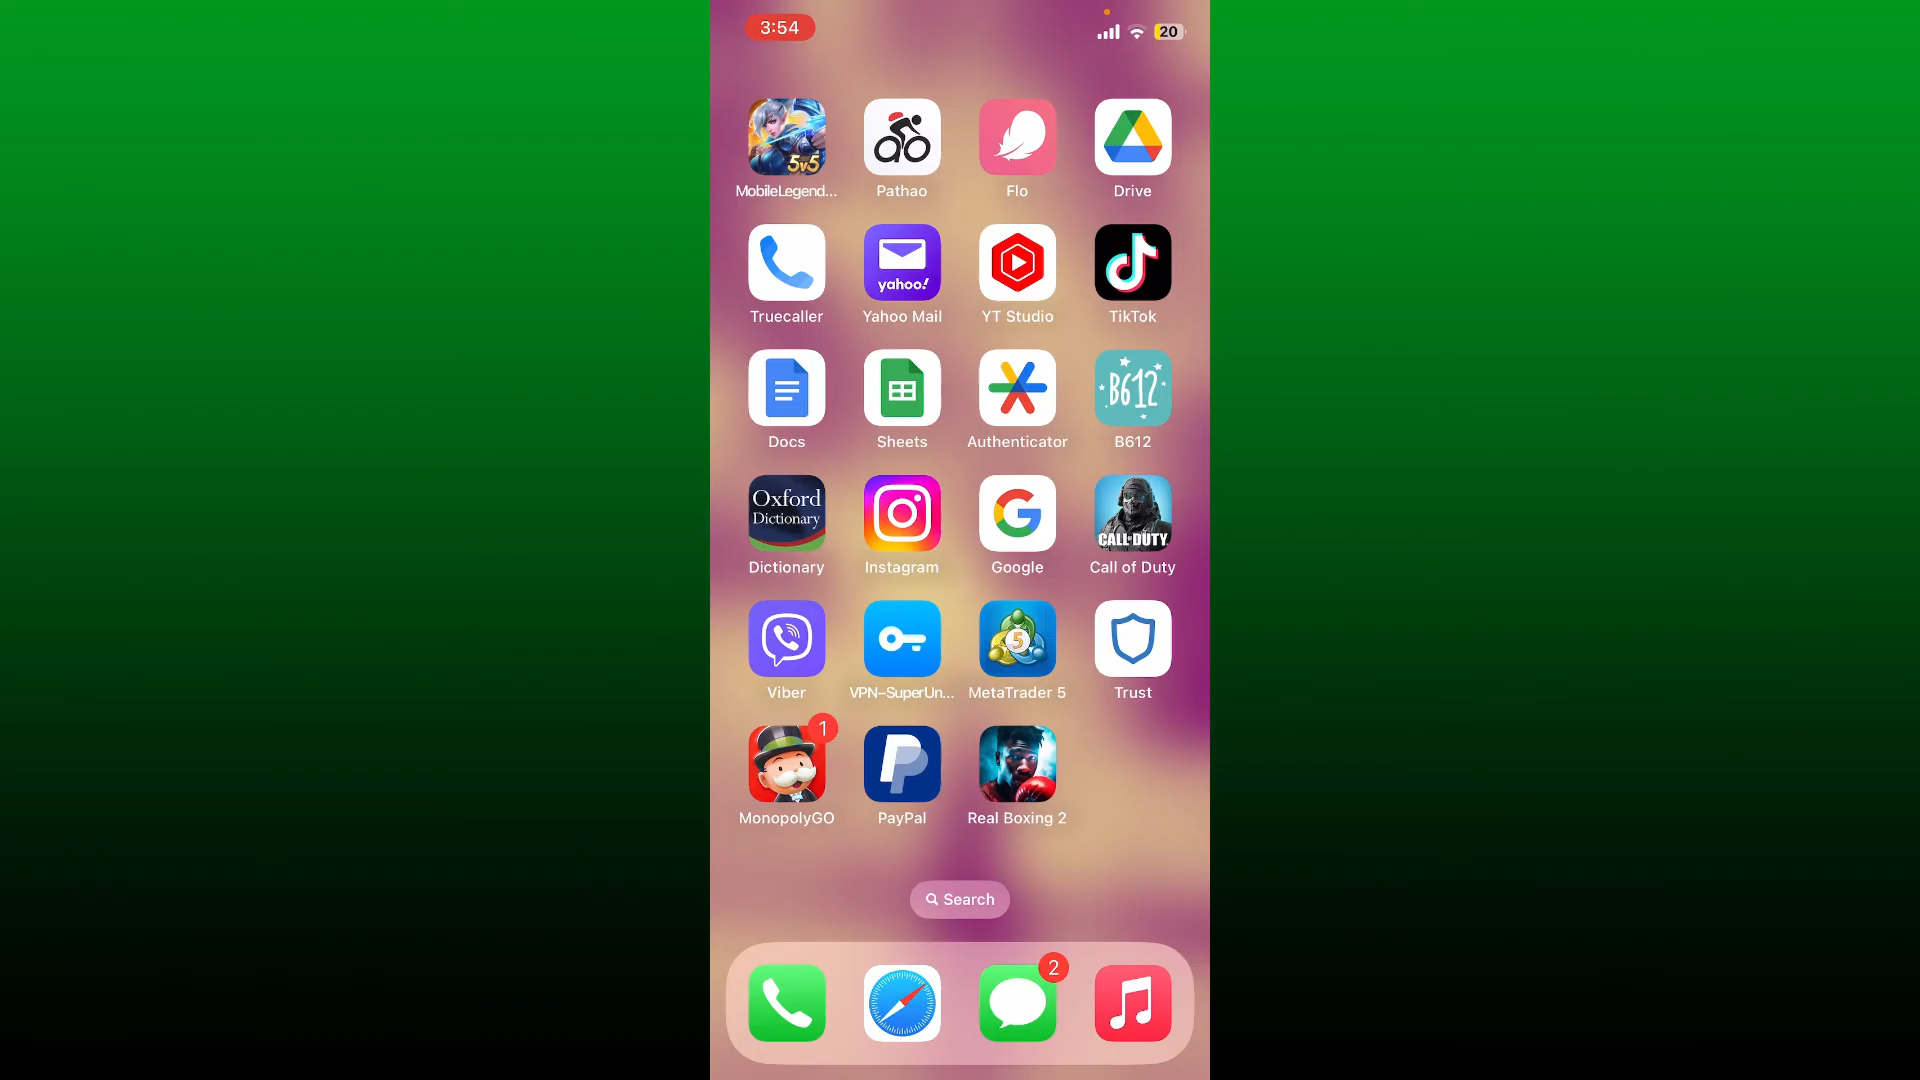 3:54
20
5v5
MobileLegend...
Pathao
Flo
Drive
yahoo!
Truecaller
Yahoo Mail
YT Studio
TikTok
B612
Docs
Sheets
Authenticator
B612
Oxford
Dictionary
CALL OF DUTY
Dictionary
Instagram
Google
Call of Duty
5
Viber
VPN–SuperUn...
MetaTrader 5
Trust
1
MonopolyGO
PayPal
Real Boxing 2
Search
2